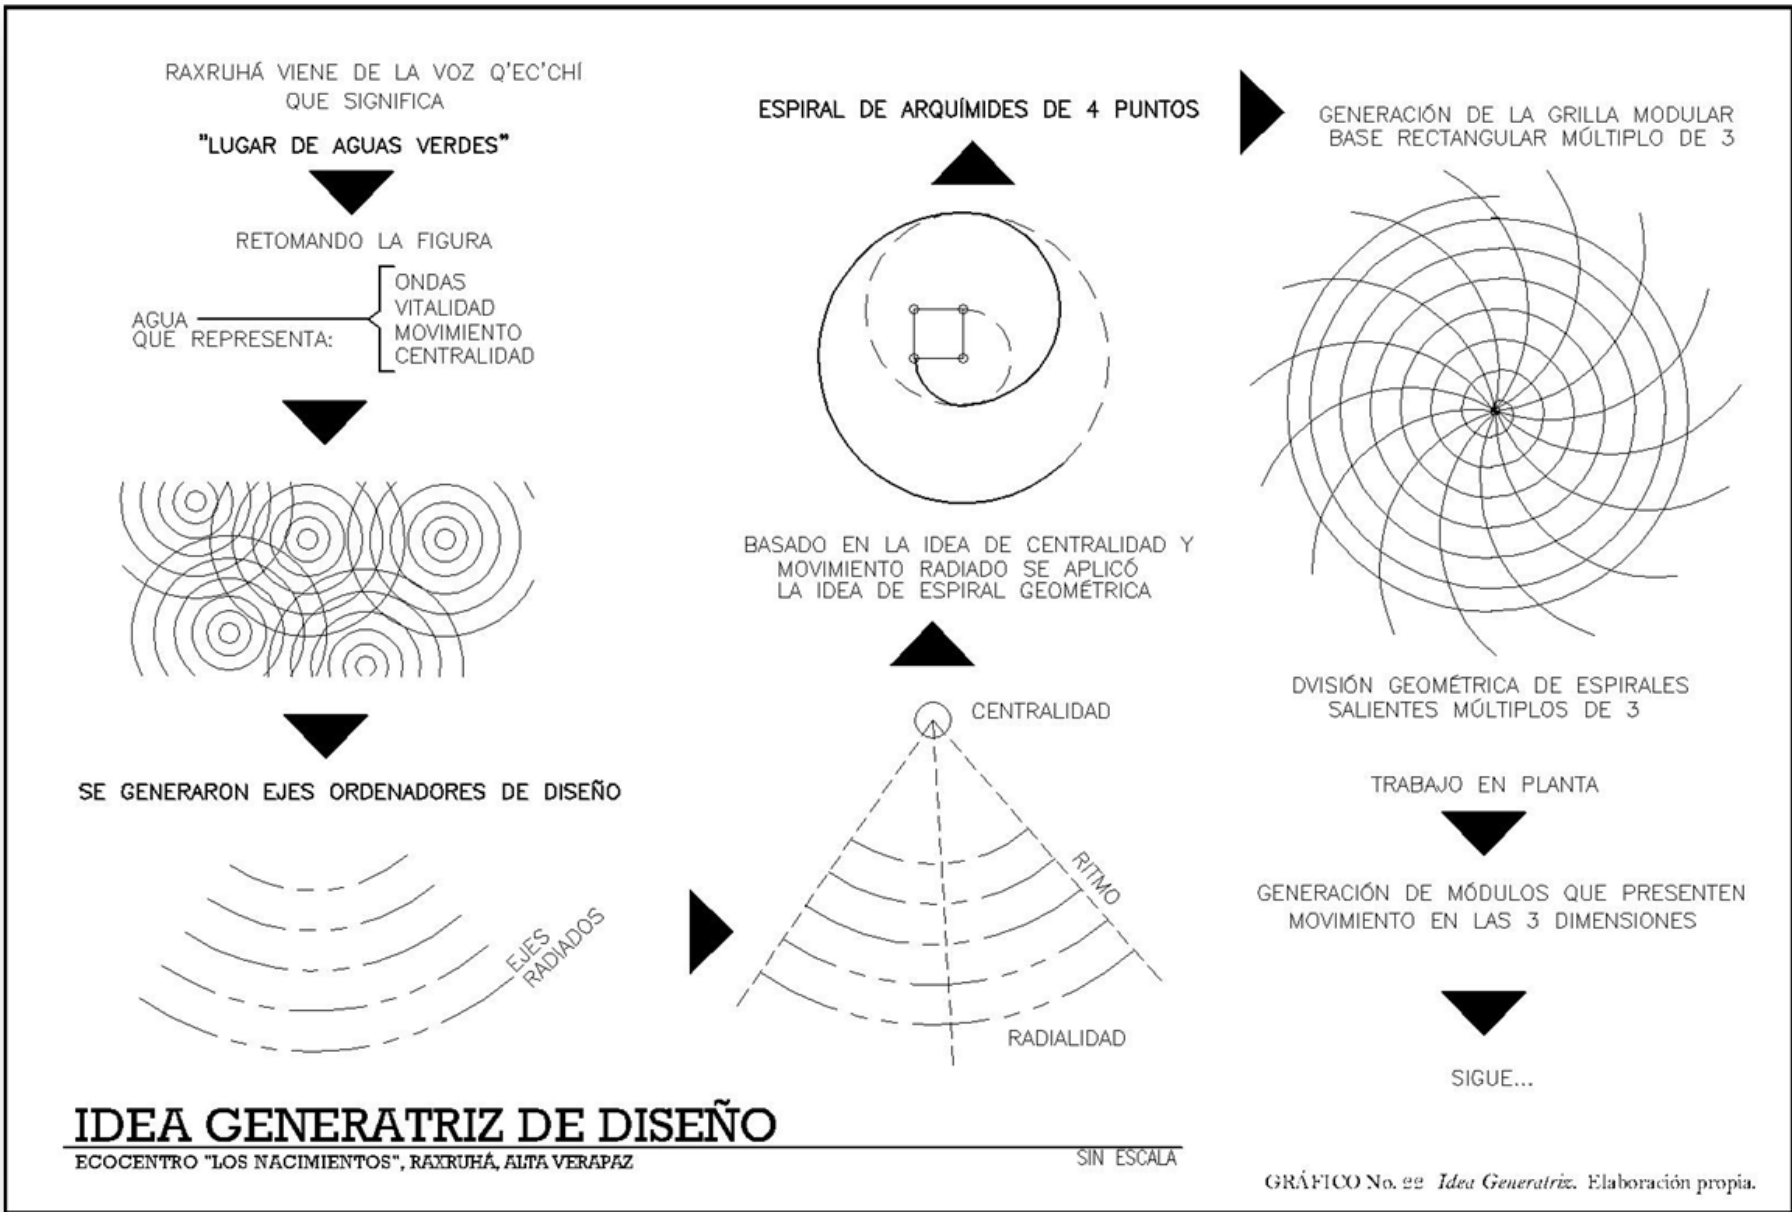 RAXRUHÁ VIENE DE LA VOZ Q'EC'CHÍ
QUE SIGNIFICA
"LUGAR DE AGUAS VERDES"
RETOMANDO LA FIGURA
AGUA
QUE REPRESENTA:
ONDAS
VITALIDAD
MOVIMIENTO
CENTRALIDAD
SE GENERARON EJES ORDENADORES DE DISEÑO
EJES
RADIADOS
CENTRALIDAD
RITMO
RADIALIDAD
BASADO EN LA IDEA DE CENTRALIDAD Y
MOVIMIENTO RADIADO SE APLICÓ
LA IDEA DE ESPIRAL GEOMÉTRICA
ESPIRAL DE ARQUÍMIDES DE 4 PUNTOS
GENERACIÓN DE LA GRILLA MODULAR
BASE RECTANGULAR MÚLTIPLO DE 3
DVISIÓN GEOMÉTRICA DE ESPIRALES
SALIENTES MÚLTIPLOS DE 3
TRABAJO EN PLANTA
GENERACIÓN DE MÓDULOS QUE PRESENTEN
MOVIMIENTO EN LAS 3 DIMENSIONES
SIGUE...
IDEA GENERATRIZ DE DISEÑO
ECOCENTRO "LOS NACIMIENTOS", RAXRUHÁ, ALTA VERAPAZ
SIN ESCALA
GRÁFICO No. 22 Idea Generatriz. Elaboración propia.